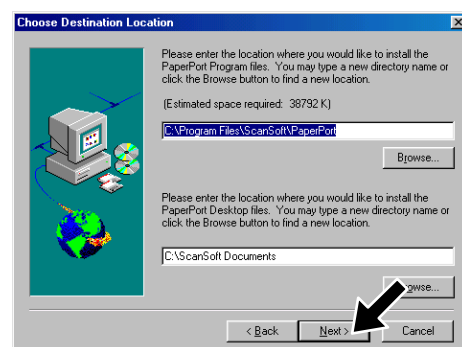 Choose Destination Location
Please enter the location where you would like to install the
PaperPort Program files. You may type a new directory name or
click the Browse button to find a new location.
(Estimated space required: 38792 K)
C:\Program Files\ScanSoft\PaperPort
Browse...
Please enter the location where you would like to install the
PaperPort Desktop files. You may type a new directory name or
click the Browse button to find a new location.
C:\ScanSoft Documents
owse...
< Back Next > Cancel